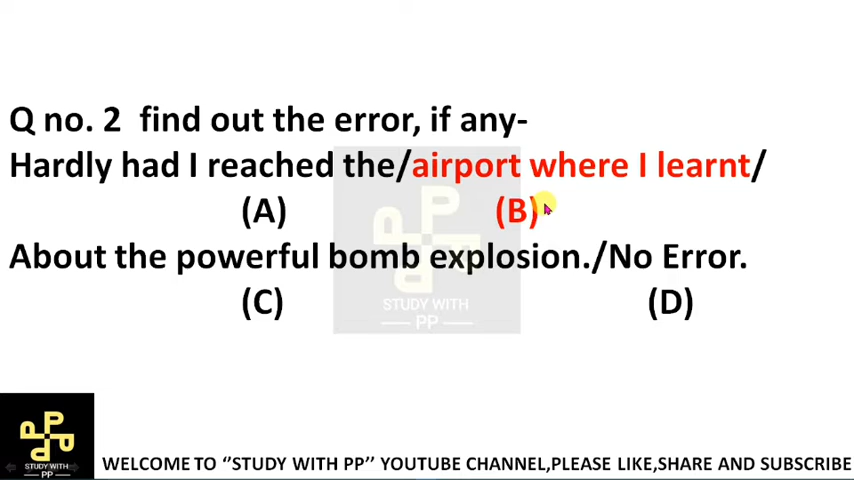 Q no. 2 find out the error, if any-
Hardly had I reached the/airport where I learnt/
(A) (B)
About the powerful bomb explosion./No Error.
(C) (D)
STUDY WITH
PP
STUDY WITH
PP
WELCOME TO ‘’STUDY WITH PP’’ YOUTUBE CHANNEL,PLEASE LIKE,SHARE AND SUBSCRIBE